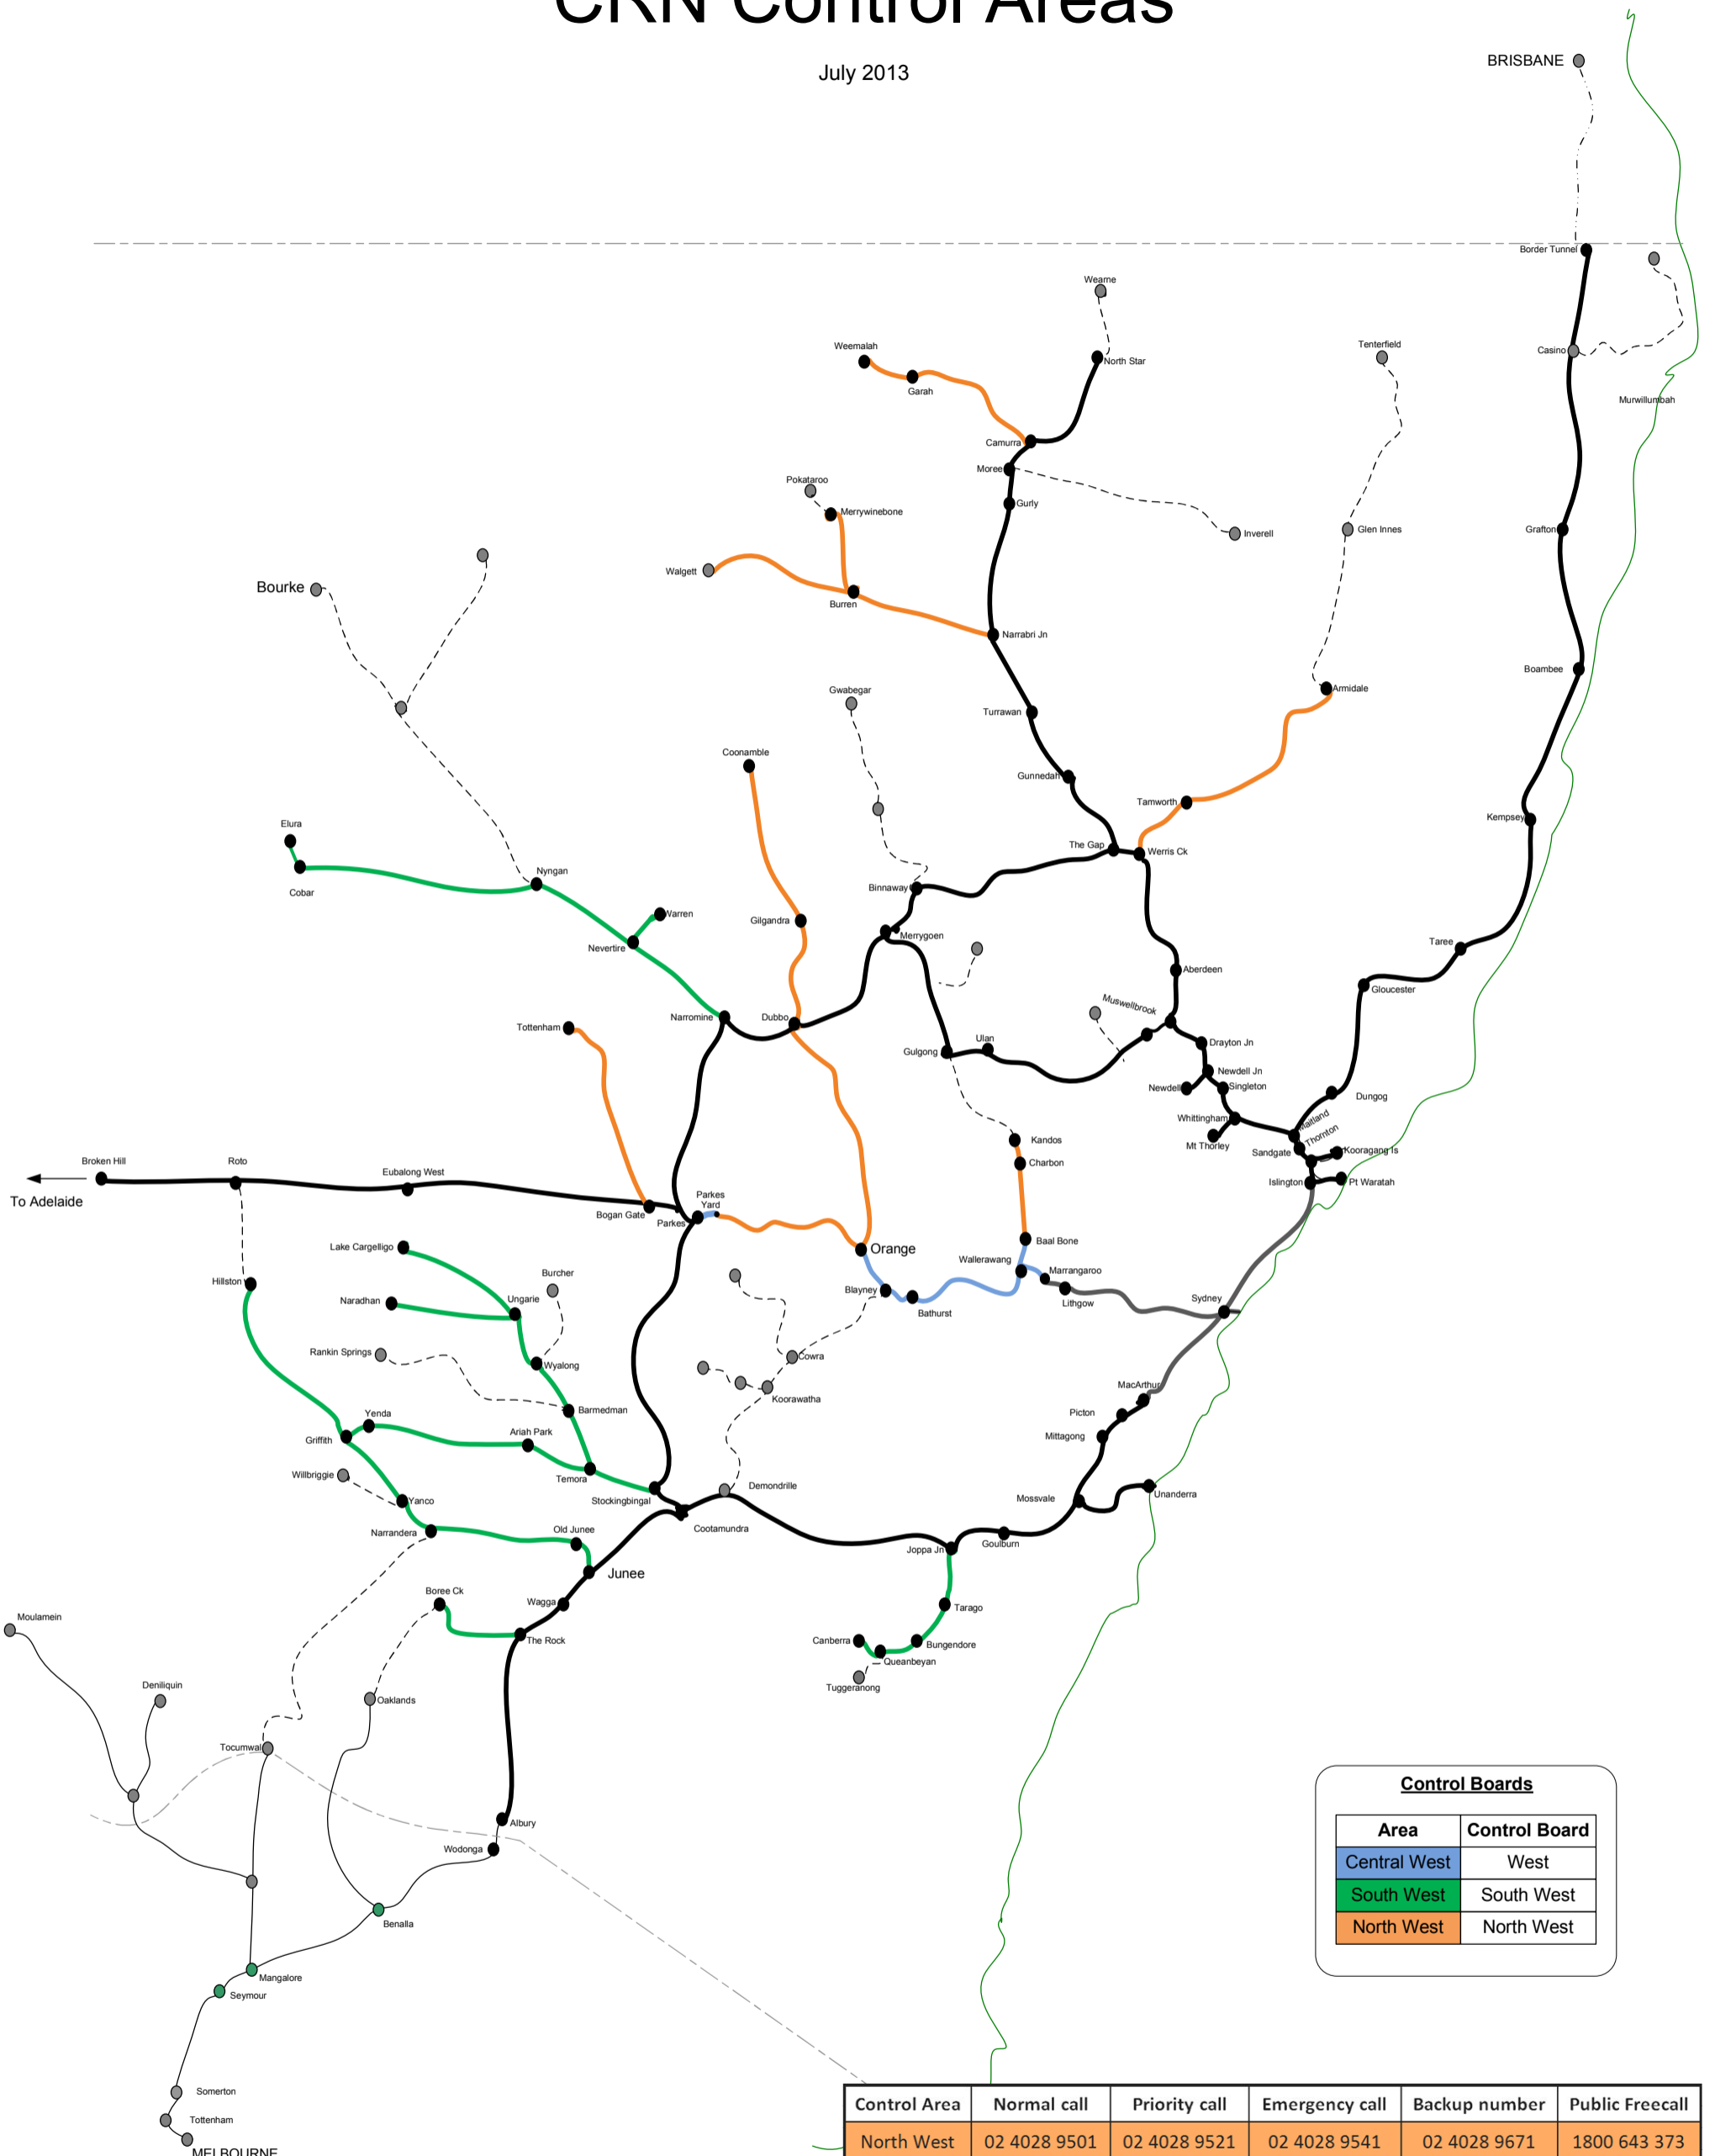 CRN Control Areas
July 2013
BRISBANE
Border Tunnel
Wearne
Casino
Weemalah
North Star
Tenterfield
Garah
Murwillumbah
Camurra
Moree
Pokataroo
Gurly
Merrywinebone
Inverell
Glen Innes
Grafton
Walgett
Bourke
Burren
Narrabri Jn
Boambee
Gwabegar
Armidale
Turrawan
Coonamble
Gunnedah
Tamworth
Kempsey
Elura
The Gap
Werris Ck
Nyngan
Cobar
Binnaway
Warren
Gilgandra
Merrygoen
Nevertire
Taree
Aberdeen
Gloucester
Muswellbrook
Narromine
Dubbo
Tottenham
Ulan
Gulgong
Drayton Jn
Newdell Jn
Newdell
Singleton
Dungog
Whittingham
Maitland
Thornton
Kandos
Mt Thorley
Sandgate
Kooragang Is
Broken Hill
Roto
Charbon
Eubalong West
Islington
Pt Waratah
To Adelaide
Parkes
Yard
Bogan Gate
Parkes
Baal Bone
Lake Cargelligo
Orange
Wallerawang
Burcher
Marrangaroo
Hillston
Blayney
Naradhan
Ungarie
Lithgow
Sydney
Bathurst
Rankin Springs
Wyalong
Cowra
MacArthur
Koorawatha
Barmedman
Yenda
Picton
Ariah Park
Griffith
Mittagong
Willbriggie
Temora
Demondrille
Yanco
Stockingbingal
Mossvale
Unanderra
Narrandera
Old Junee
Cootamundra
Joppa Jn
Goulburn
Junee
Boree Ck
Wagga
Tarago
Moulamein
The Rock
Canberra
Bungendore
Queanbeyan
Deniliquin
Tuggeranong
Oaklands
Tocumwal
Control Boards
Area Control Board
Albury
Central West West
Wodonga
South West South West
Benalla
North West North West
Mangalore
Seymour
Somerton
Control Area Normal call Priority call Emergency call Backup number Public Freecall
Tottenham
North West 02 4028 9501 02 4028 9521 02 4028 9541 02 4028 9671 1800 643 373
MELBOURNE